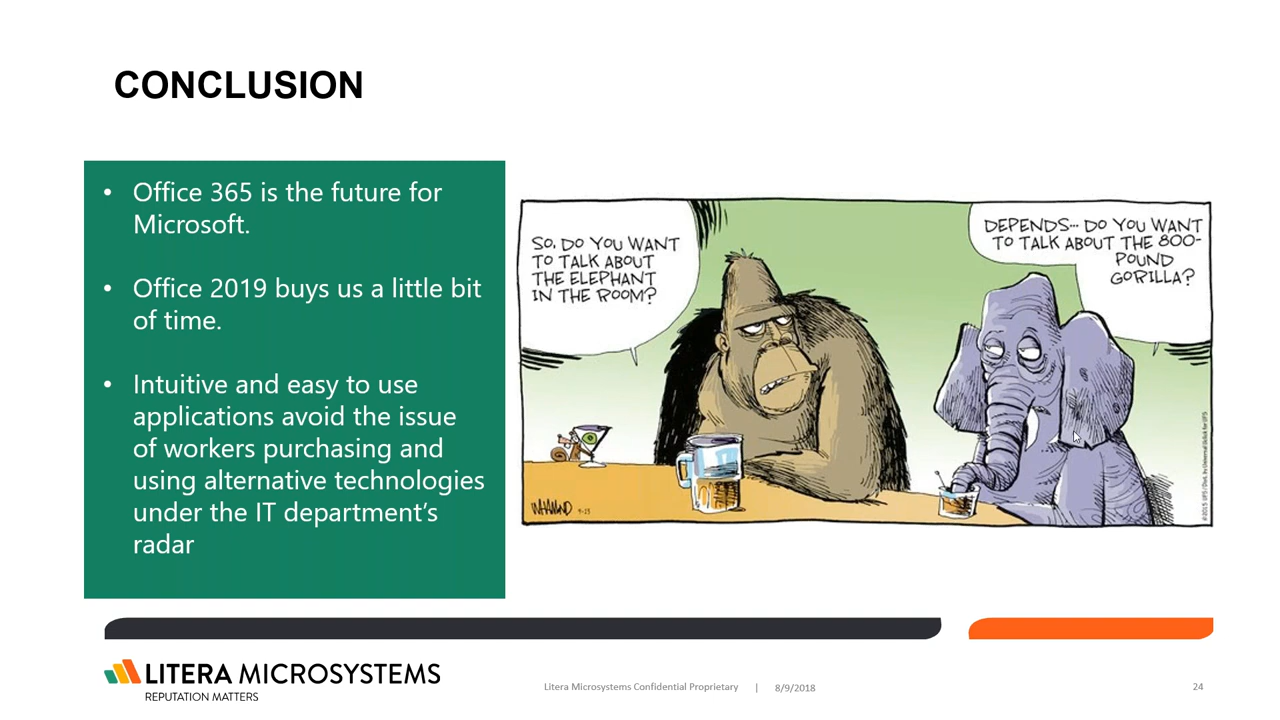 CONCLUSION
• Office 365 is the future for
Microsoft.
• Office 2019 buys us a little bit
of time.
• Intuitive and easy to use
applications avoid the issue
of workers purchasing and
using alternative technologies
under the IT department’s
radar
SO, DO YOU WANT
TO TALK ABOUT
THE ELEPHANT
IN THE ROOM?
DEPENDS... DO YOU WANT
TO TALK ABOUT THE 800-
POUND
GORILLA?
9-23
LITERA MICROSYSTEMS
REPUTATION MATTERS
Litera Microsystems Confidential Proprietary | 8/9/2018
24